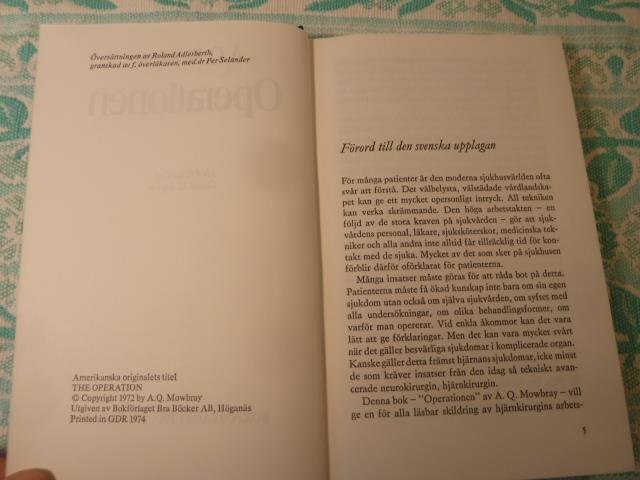 Översättningen av Roland Adlerberth,
granskad av f. överläkaren, med.dr Per Selander
Operationen
Amerikanska originalets titel
THE OPERATION
© Copyright 1972 by A. Q. Mowbray
Utgiven av Bokförlaget Bra Böcker AB, Höganäs
Printed in GDR 1974
Förord till den svenska upplagan
För många patienter är den moderna sjukhusvärlden ofta
svår att förstå. Det välbelysta, välstädade vårdlandska-
pet kan ge ett mycket opersonligt intryck. All tekniken
kan verka skrämmande. Den höga arbetstakten – en
följd av de stora kraven på sjukvården – gör att sjuk-
vårdens personal, läkare, sjuksköterskor, medicinska tek-
niker och alla andra inte alltid får tillräcklig tid för kon-
takt med de sjuka. Mycket av det som sker på sjukhusen
förblir därför oförklarat för patienterna.
Många insatser måste göras för att råda bot på detta.
Patienterna måste få ökad kunskap inte bara om sin egen
sjukdom utan också om själva sjukvården, om syftet med
alla undersökningar, om olika behandlingsformer, om
varför man opererar. Vid enkla åkommor kan det vara
lätt att ge förklaringar. Men det kan vara mycket svårt
när det gäller besvärliga sjukdomar i komplicerade organ.
Kanske gäller detta främst hjärnans sjukdomar, icke minst
de som kräver insatser från den idag så tekniskt avan-
cerade neurokirurgin, hjärnkirurgin.
Denna bok – "Operationen" av A. Q. Mowbray – vill
ge en för alla läsbar skildring av hjärnkirurgins arbets-
5